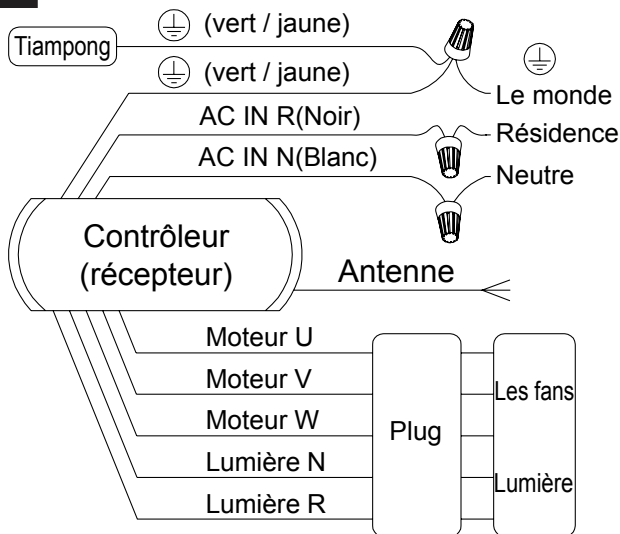 (vert / jaune)
Tiampong
(vert / jaune)
Le monde
AC IN R(Noir)
Résidence
AC IN N(Blanc)
Neutre
Contrôleur
(récepteur)
Antenne
Moteur U
Moteur V
Moteur W
Lumière N
Lumière R
Plug
Les fans
Lumière